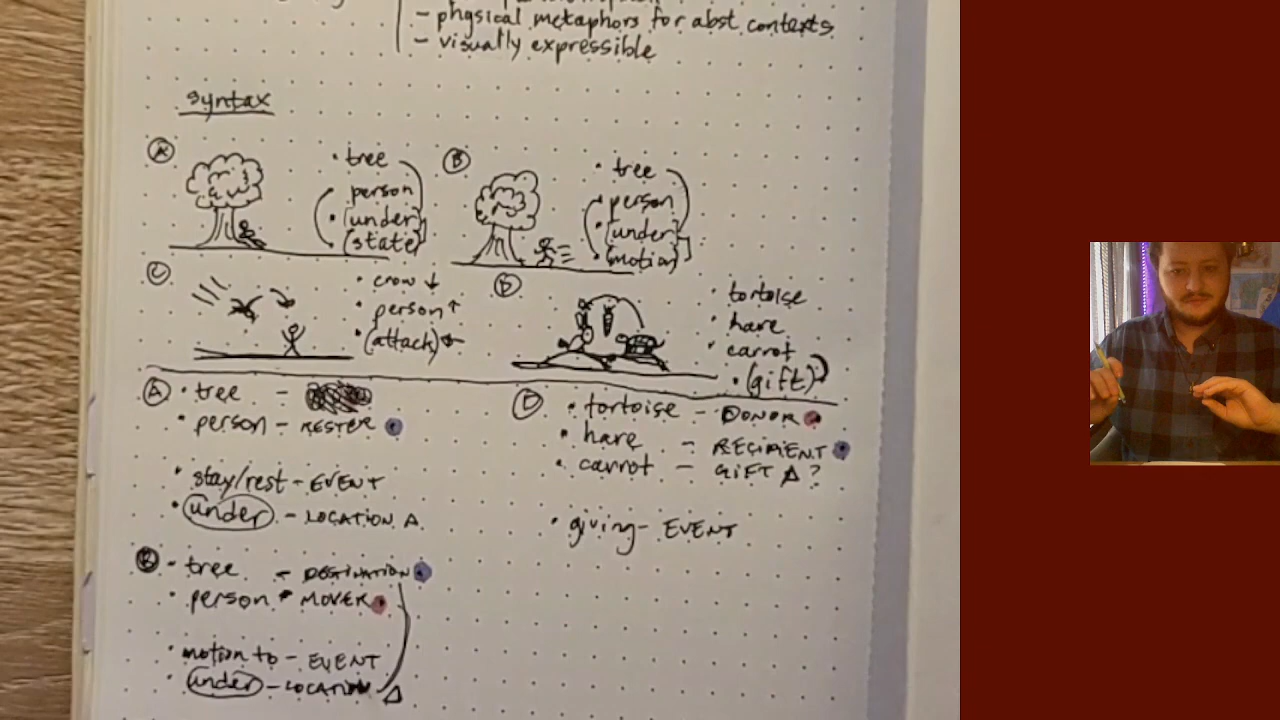 - physical metaphors for abst contexts
- visually expressible
syntax
A
• tree
person
• (under)
(state)
B
• tree
• person
• (under)
• (motion)
C
• crow ↓
• person ↑
• (attack) ←
D
• tortoise
• hare
• carrot
• (gift)
A • tree -
• person - RESTER
• stay/rest - EVENT
• under - LOCATION Δ
D • tortoise - DONOR
• hare - RECIPIENT
• carrot - GIFT Δ ?
• giving - EVENT
B - tree - DESTINATION
• person - MOVER
• motion to - EVENT
• under - LOCATION Δ